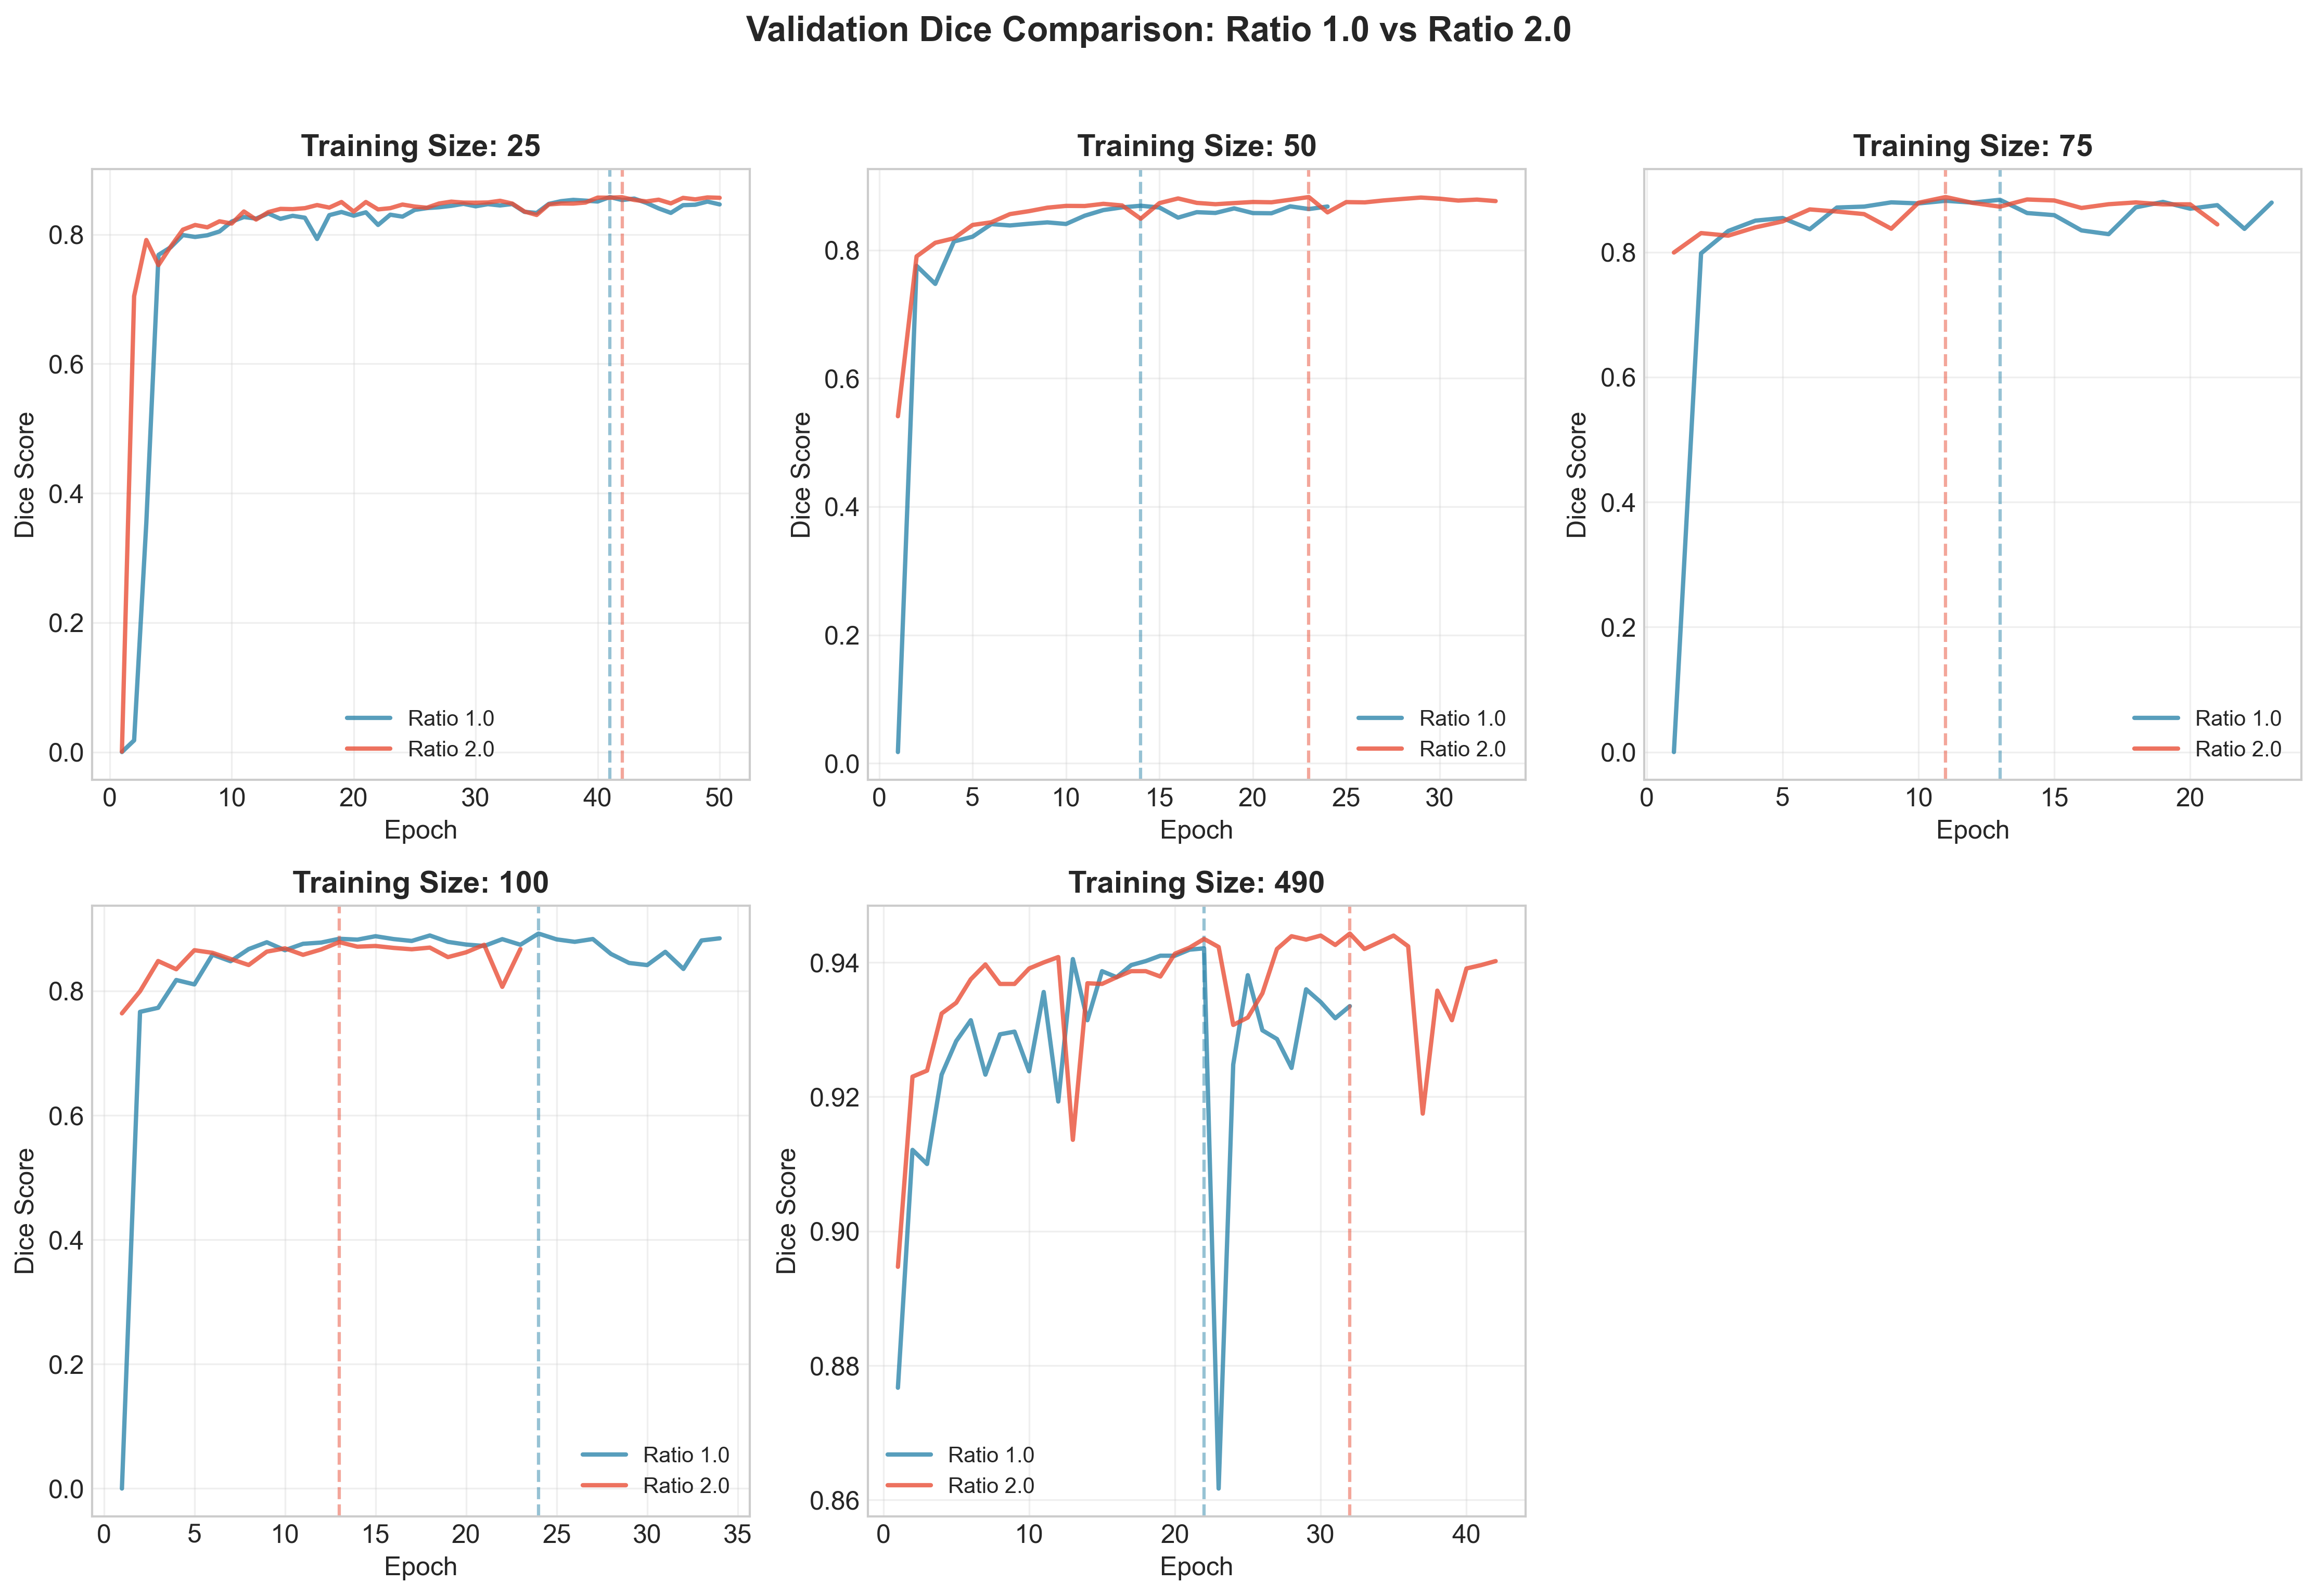 Validation Dice Comparison: Ratio 1.0 vs Ratio 2.0
Training Size: 25
Dice Score
0.8
0.6
0.4
0.2
0.0
Ratio 1.0
Ratio 2.0
0 10 20 30 40 50
Epoch
Training Size: 50
Dice Score
0.8
0.6
0.4
0.2
0.0
Ratio 1.0
Ratio 2.0
0 5 10 15 20 25 30
Epoch
Training Size: 75
Dice Score
0.8
0.6
0.4
0.2
0.0
Ratio 1.0
Ratio 2.0
0 5 10 15 20
Epoch
Training Size: 100
Dice Score
0.8
0.6
0.4
0.2
0.0
Ratio 1.0
Ratio 2.0
0 5 10 15 20 25 30 35
Epoch
Training Size: 490
Dice Score
0.94
0.92
0.90
0.88
0.86
Ratio 1.0
Ratio 2.0
0 10 20 30 40
Epoch